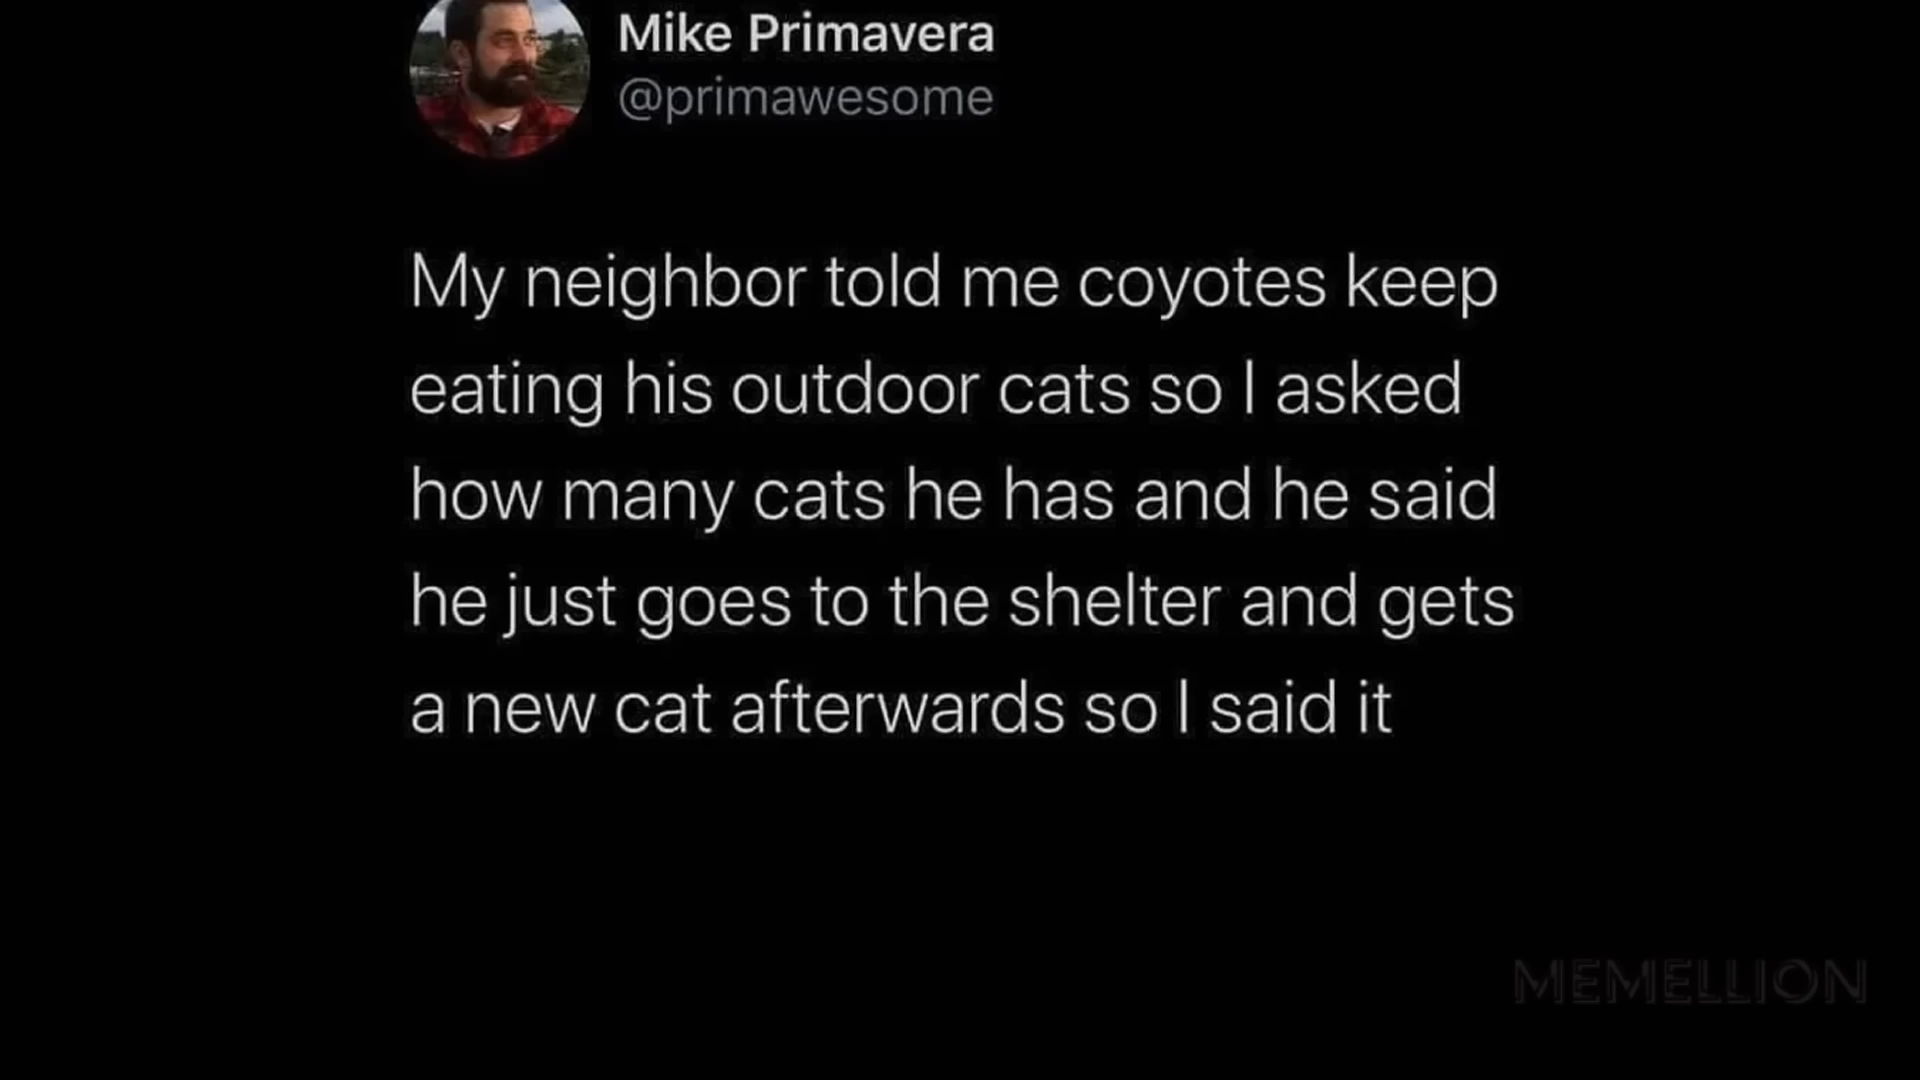 Mike Primavera
@primawesome
My neighbor told me coyotes keep
eating his outdoor cats so I asked
how many cats he has and he said
he just goes to the shelter and gets
a new cat afterwards so I said it
MEMELLION